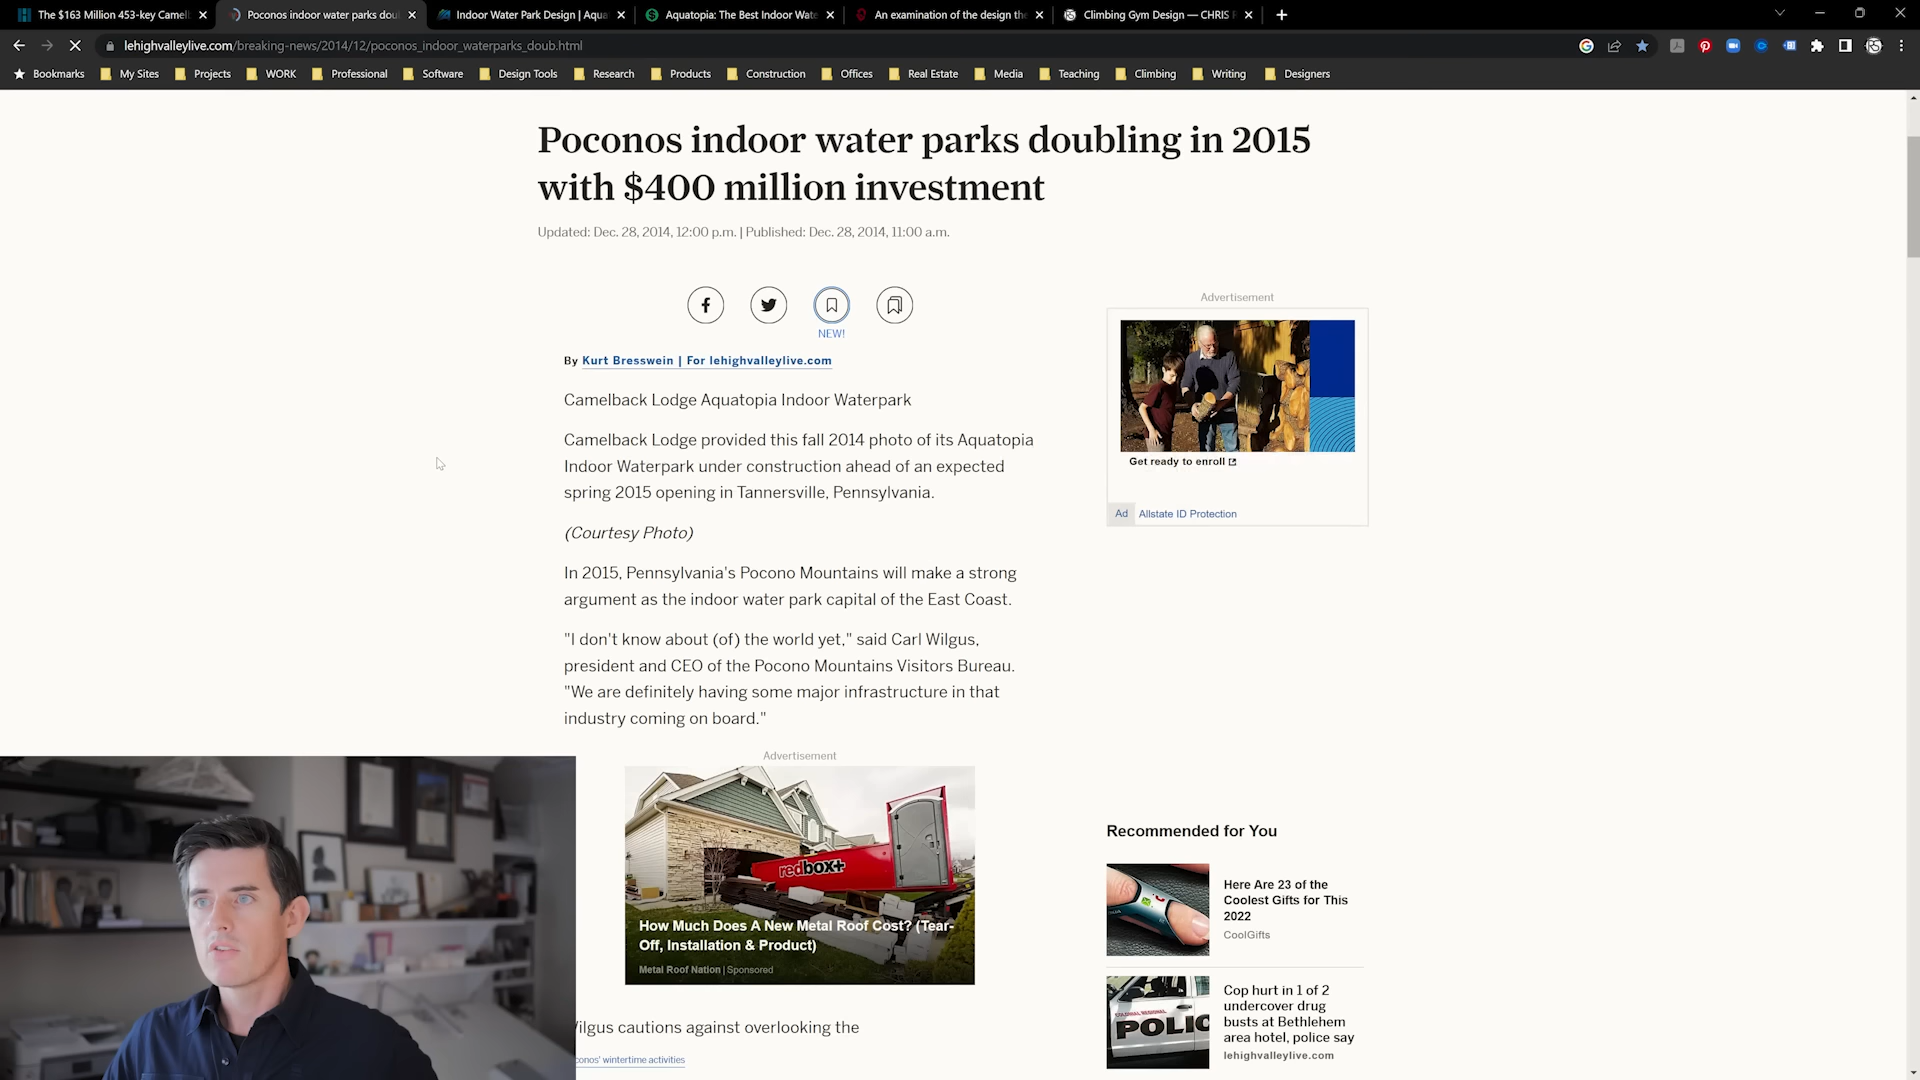 The $163 Million 453-key Camel
Poconos indoor water parks dou
Indoor Water Park Design | Aqua
Aquatopia: The Best Indoor Wate
An examination of the design the
Climbing Gym Design — CHRIS
lehighvalleylive.com/breaking-news/2014/12/poconos_indoor_waterparks_doub.html
Bookmarks My Sites Projects WORK Professional Software Design Tools Research Products Construction Offices Real Estate Media Teaching Climbing Writing Designers
Poconos indoor water parks doubling in 2015
with $400 million investment
Updated: Dec. 28, 2014, 12:00 p.m. | Published: Dec. 28, 2014, 11:00 a.m.
NEW!
By Kurt Bresswein | For lehighvalleylive.com
Camelback Lodge Aquatopia Indoor Waterpark
Camelback Lodge provided this fall 2014 photo of its Aquatopia
Indoor Waterpark under construction ahead of an expected
spring 2015 opening in Tannersville, Pennsylvania.
(Courtesy Photo)
In 2015, Pennsylvania's Pocono Mountains will make a strong
argument as the indoor water park capital of the East Coast.
"I don't know about (of) the world yet," said Carl Wilgus,
president and CEO of the Pocono Mountains Visitors Bureau.
"We are definitely having some major infrastructure in that
industry coming on board."
Advertisement
redbox+
How Much Does A New Metal Roof Cost? (Tear-
Off, Installation & Product)
Metal Roof Nation | Sponsored
ilgus cautions against overlooking the
conos' wintertime activities
Advertisement
Get ready to enroll
Ad Allstate ID Protection
Recommended for You
Here Are 23 of the
Coolest Gifts for This
2022
CoolGifts
COLONIAL REGIONAL
POLIC
Cop hurt in 1 of 2
undercover drug
busts at Bethlehem
area hotel, police say
lehighvalleylive.com